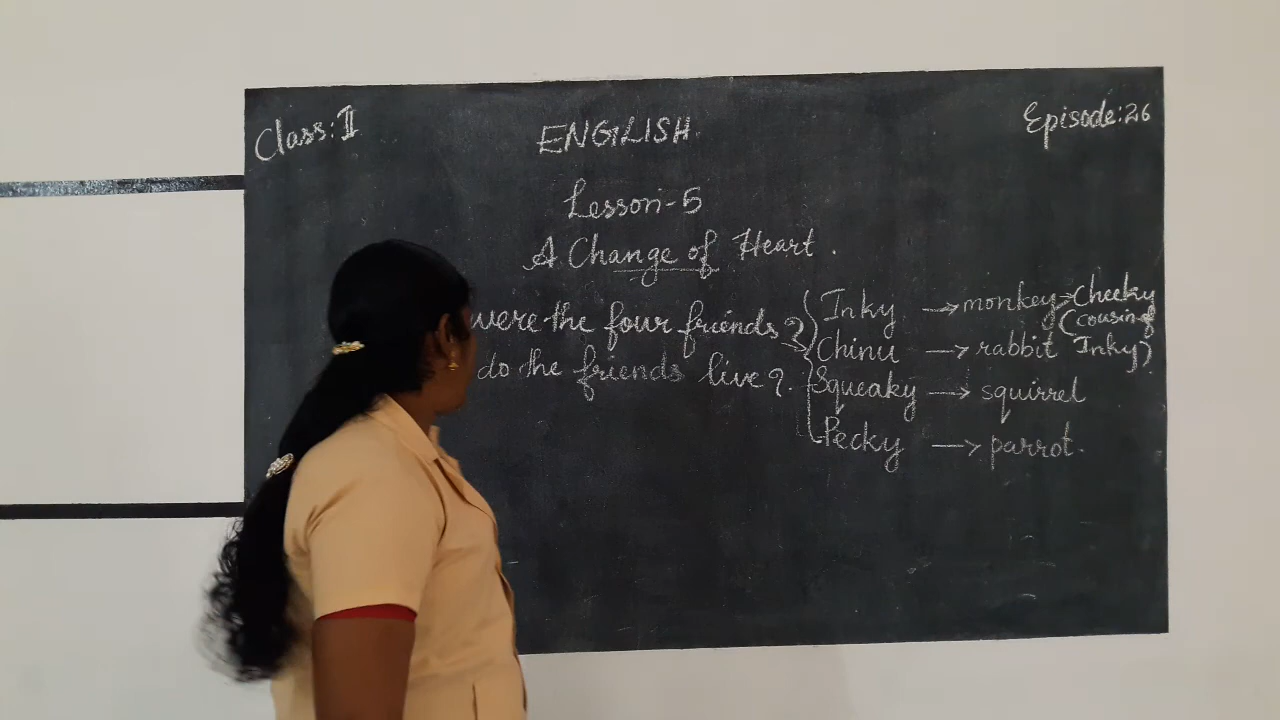 Class: II
ENGLISH
Episode: 26
Lesson-5
A Change of Heart.
were the four friends?
do the friends live?
Inky → monkey → Cheeky
(cousin of
Chinu → rabbit Inky)
Squeaky → squirrel
Pecky → parrot.